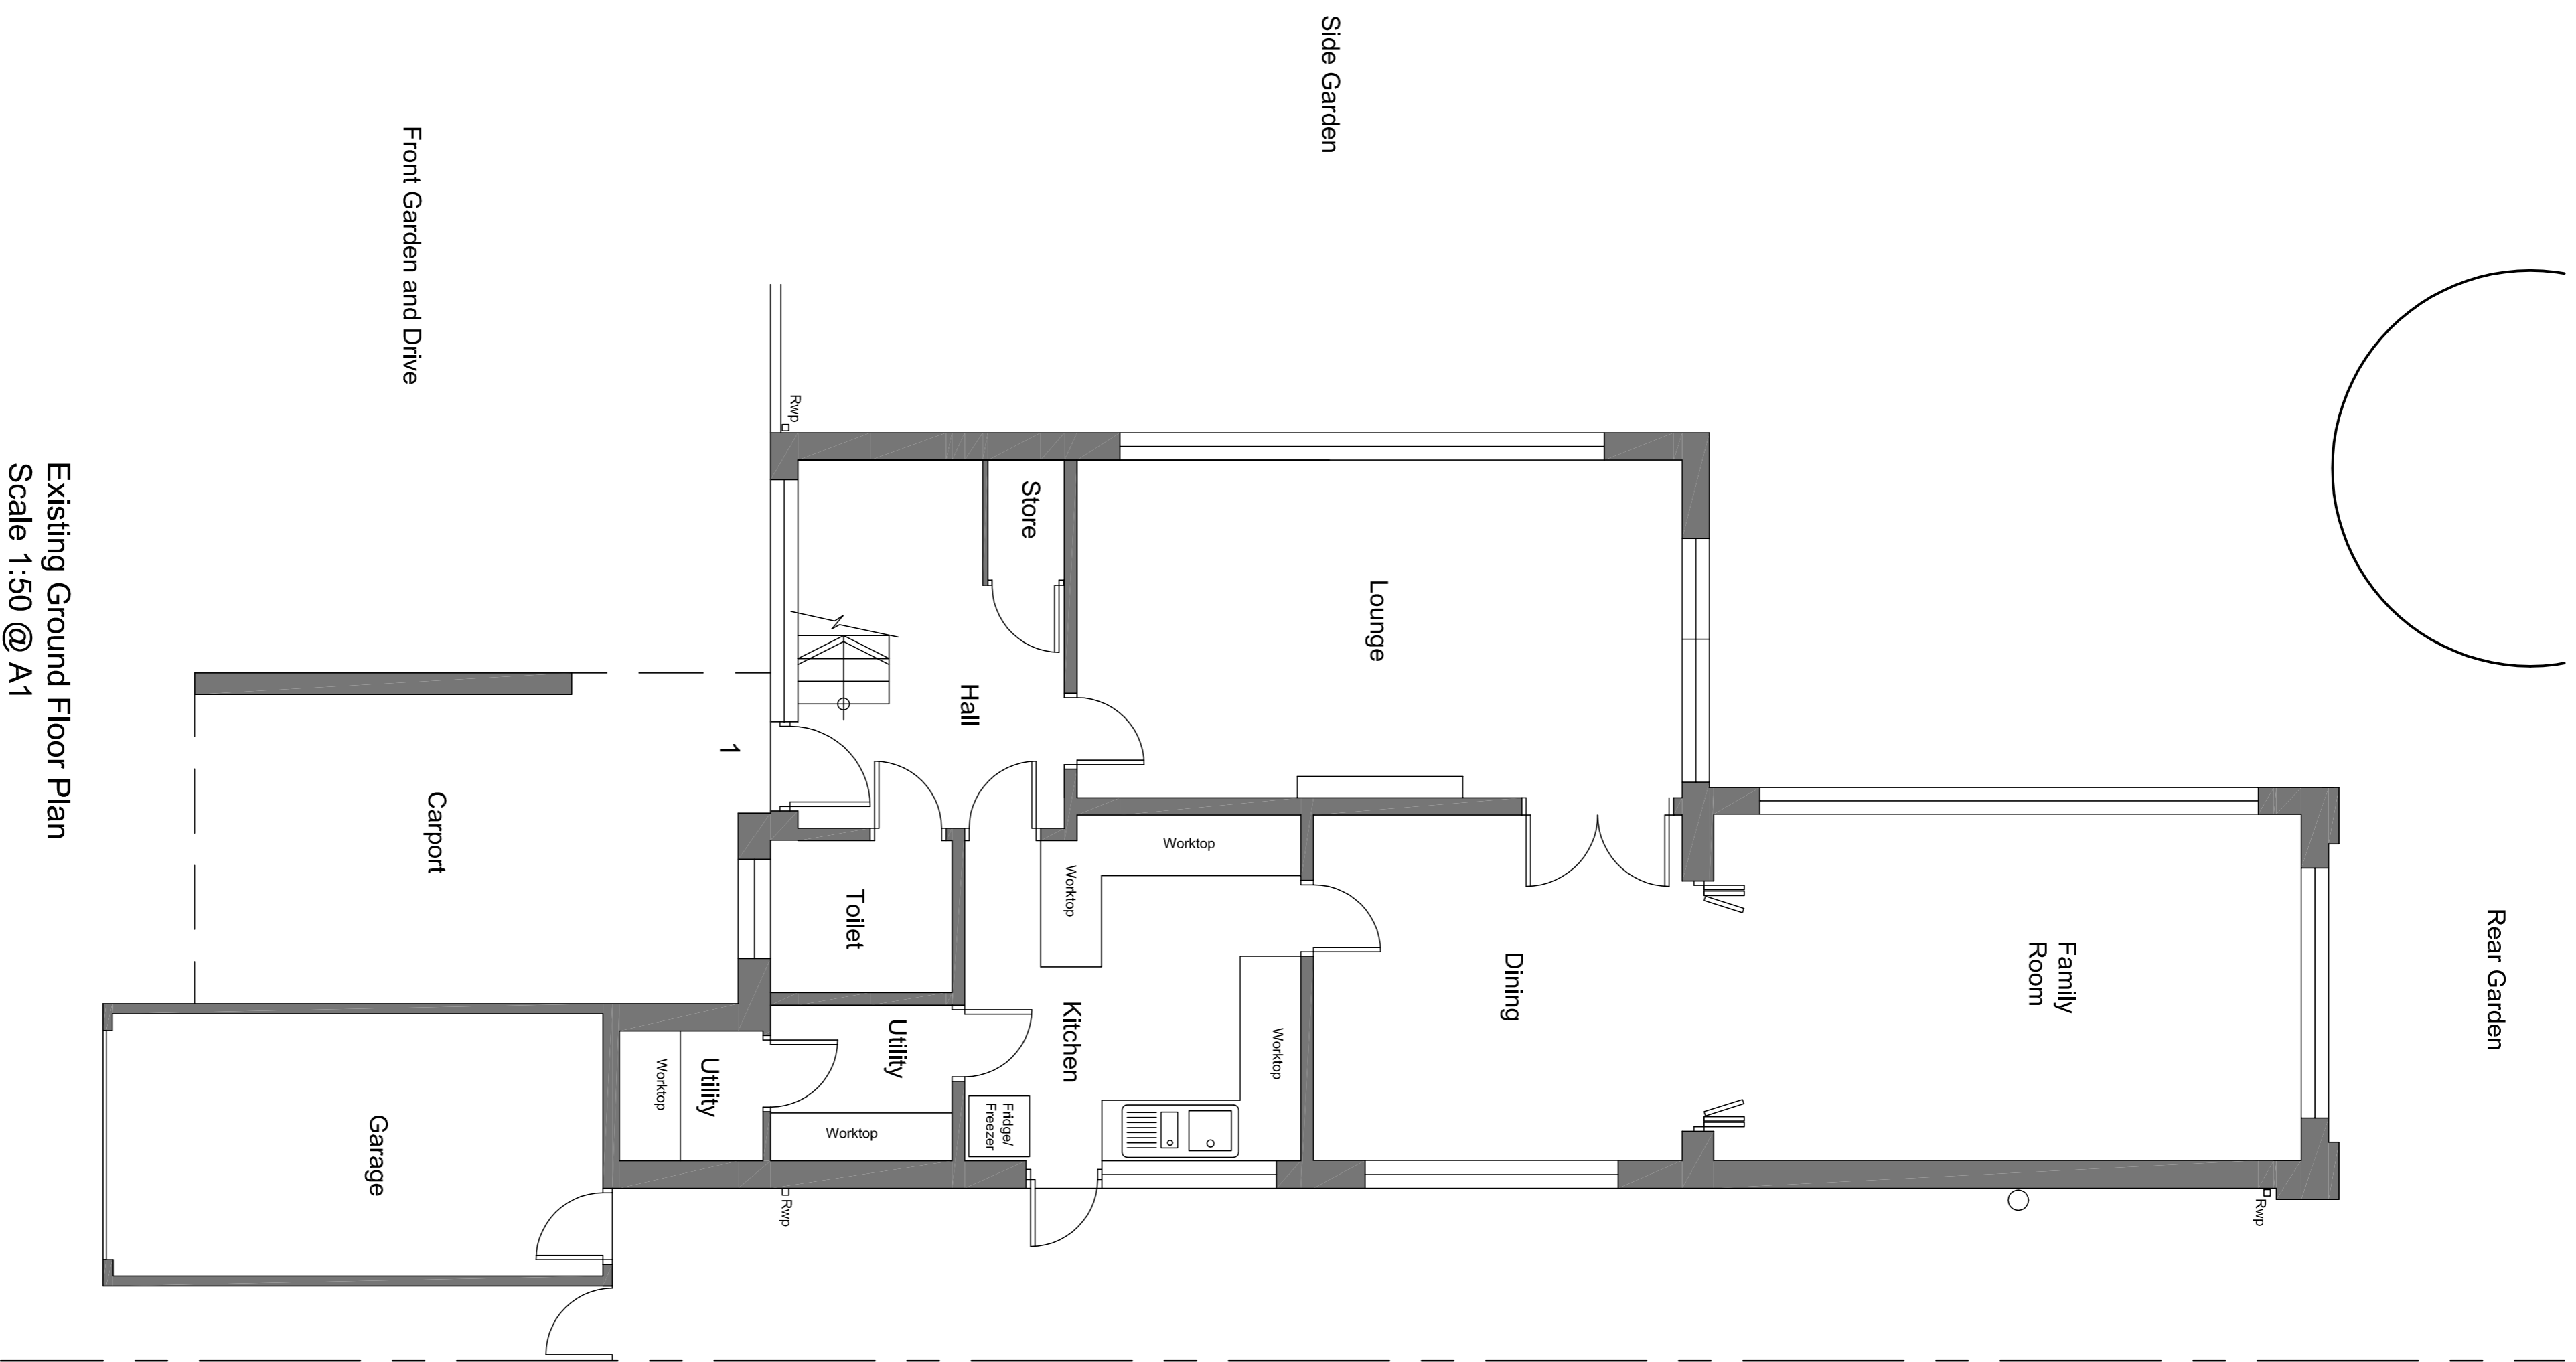 Rear Garden
Family
Room
Side Garden
Lounge
Dining
Worktop
Worktop
Worktop
Kitchen
Fridge/
Freezer
Store
Hall
Toilet
Utility
Worktop
Utility
Worktop
Rwp
Rwp
Rwp
1
Carport
Garage
Front Garden and Drive
Existing Ground Floor Plan
Scale 1:50 @ A1